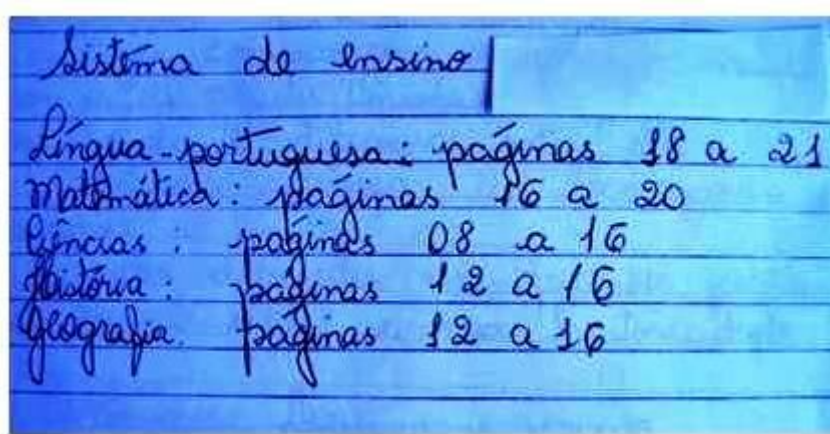 Sistema de ensino
Língua-portuguesa: páginas 18 a 21
Matemática: páginas 16 a 20
Ciências: páginas 08 a 16
História: páginas 12 a 16
Geografia. páginas 12 a 16